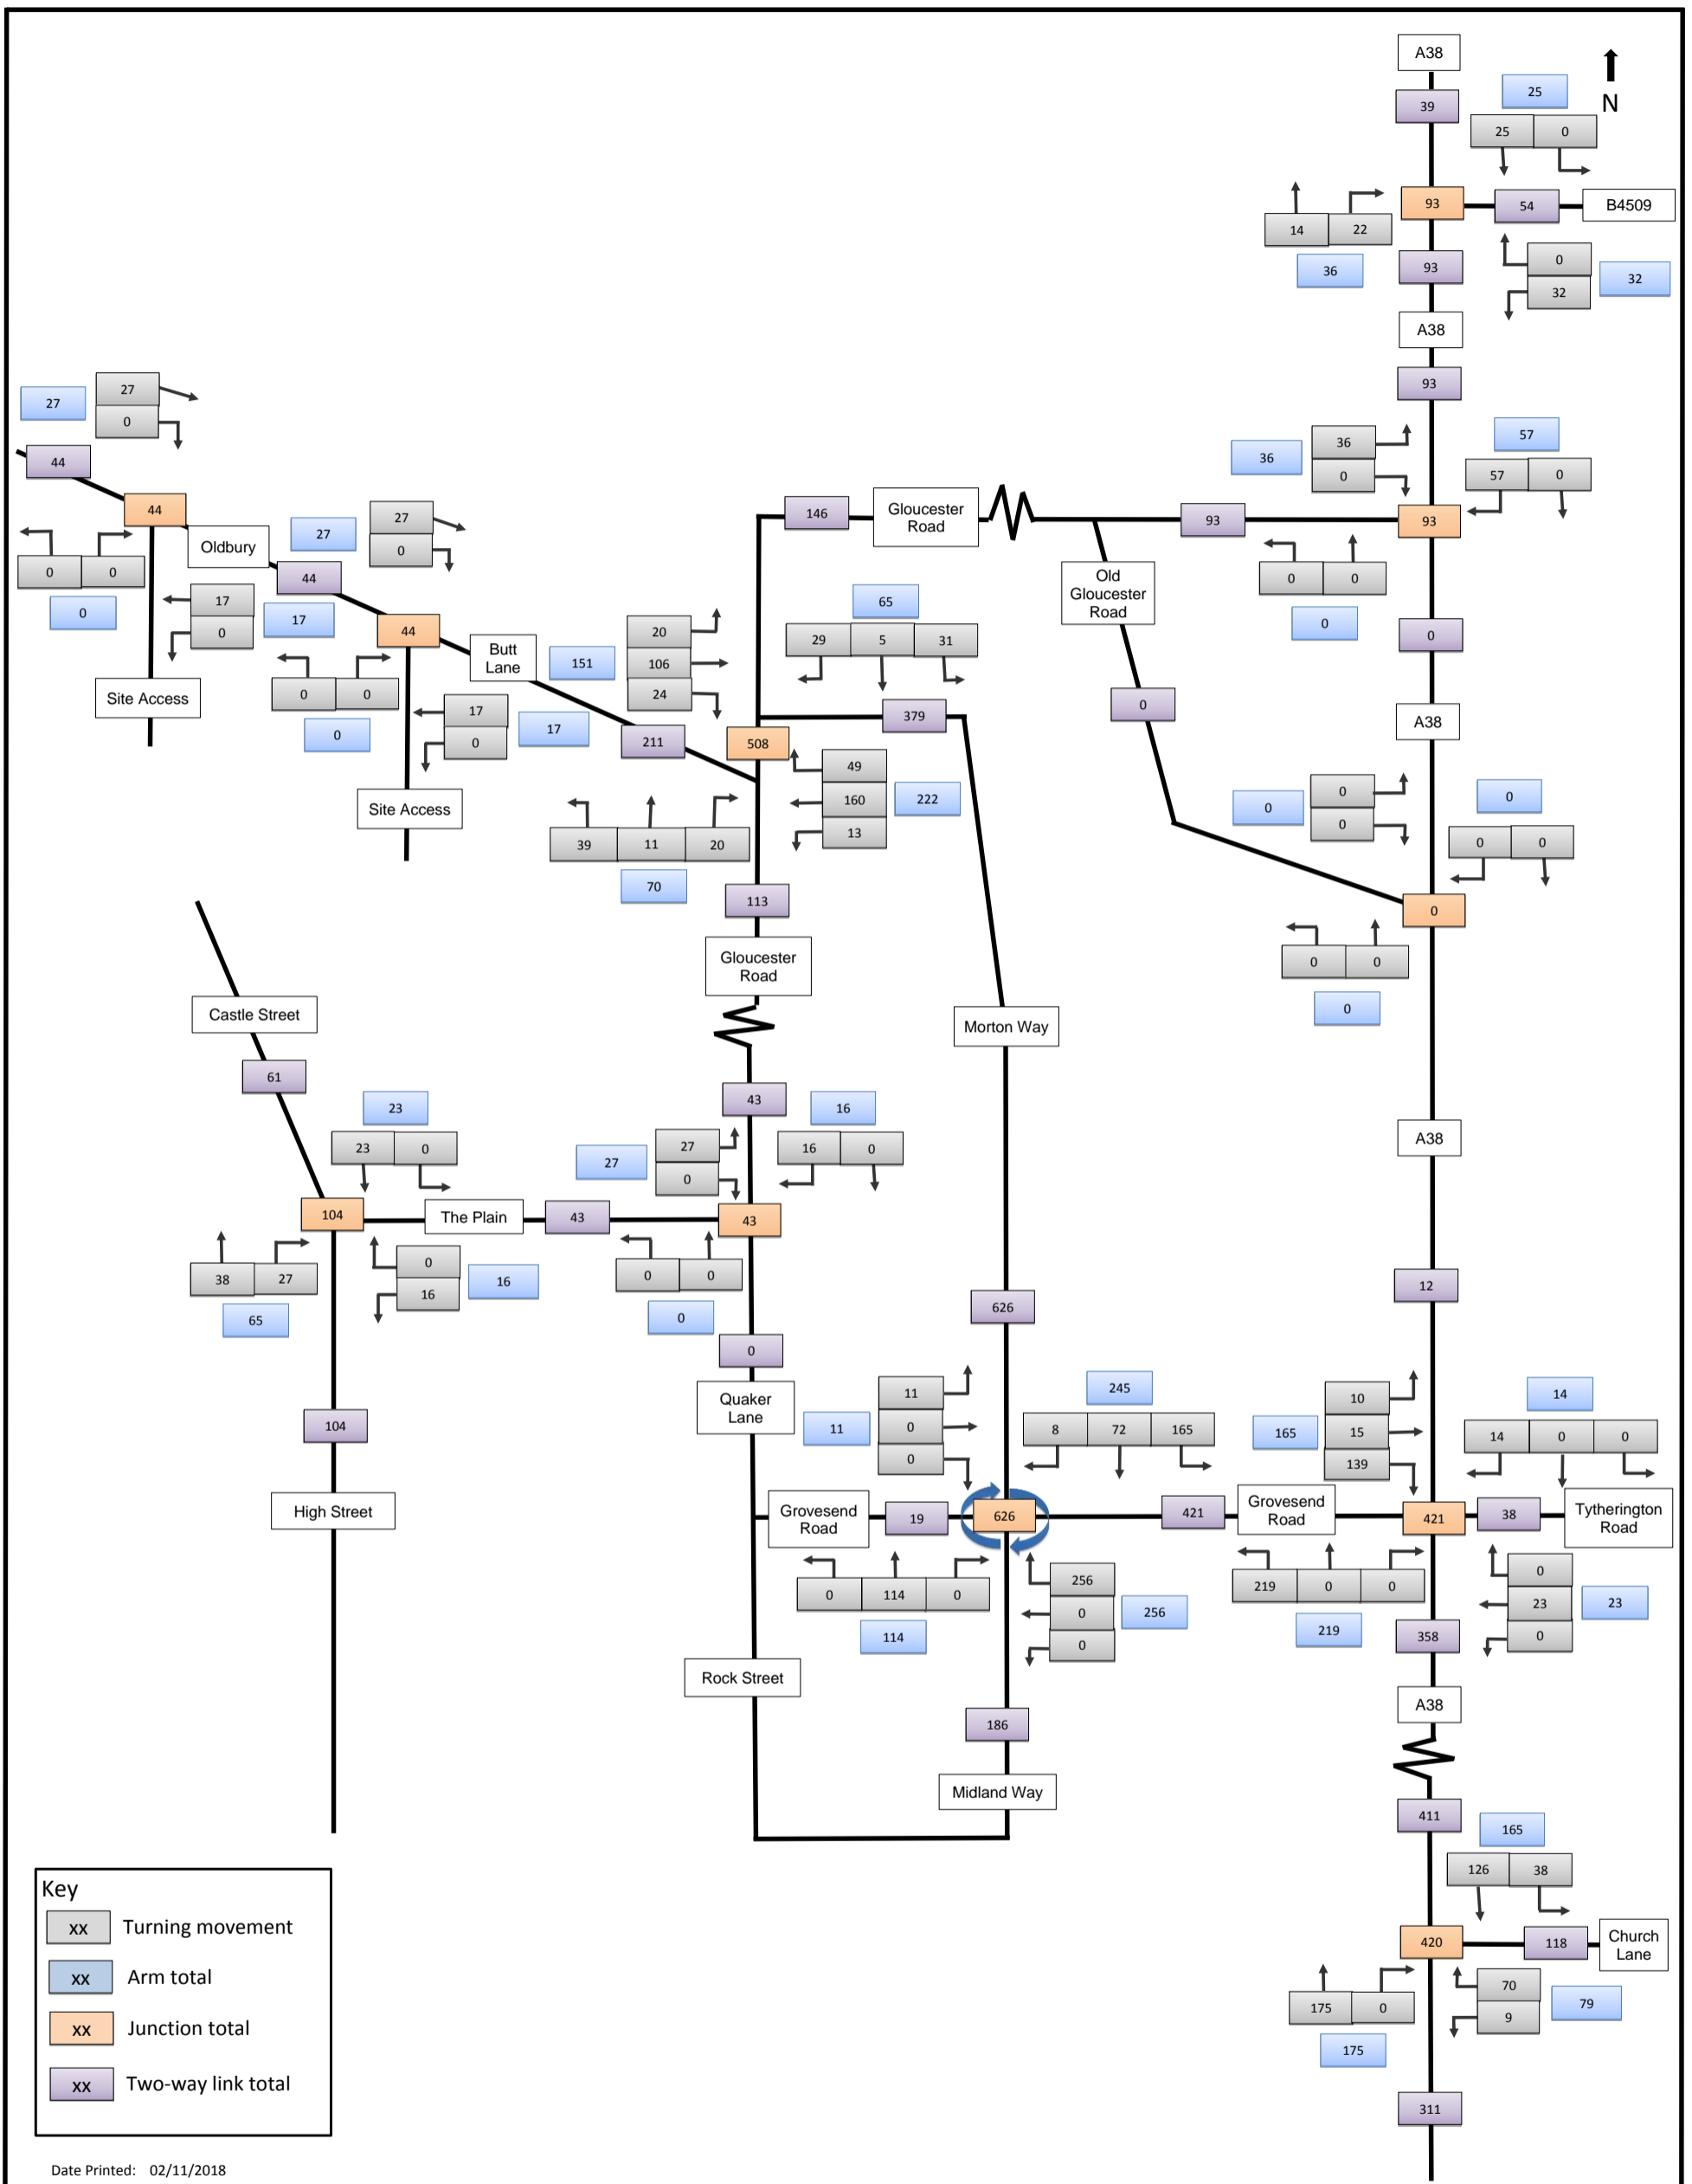 A38
39
25
N
25 0
93
54
B4509
14 22
93
0
32
32
36
A38
93
27
27
0
44
36
36
0
57
57 0
44
Oldbury
27
27
0
146
Gloucester
Road
93
93
0 0
0
44
17
0
17
Old
Gloucester
Road
0 0
0
65
29 5 31
0
44
Butt
Lane
151
20
106
24
Site Access
0 0
0
17
0
17
211
379
0
A38
508
49
160
13
222
Site Access
39 11 20
70
0
0
0
0
0 0
113
0
Gloucester
Road
0 0
0
Castle Street
Morton Way
61
43
23
23 0
27
27
0
16
16 0
A38
104
The Plain
43
43
38 27
65
0
16
16
0 0
0
12
626
0
Quaker
Lane
11
11
0
0
245
8 72 165
165
10
15
139
14
14 0 0
104
High Street
Grovesend
Road
19
626
421
Grovesend
Road
421
38
Tytherington
Road
0 114 0
114
256
0
0
256
219 0 0
219
0
23
0
23
358
Rock Street
A38
186
Midland Way
411
165
126 38
420
118
Church
Lane
175 0
175
70
9
79
311
Key
xx Turning movement
xx Arm total
xx Junction total
xx Two-way link total
Date Printed: 02/11/2018